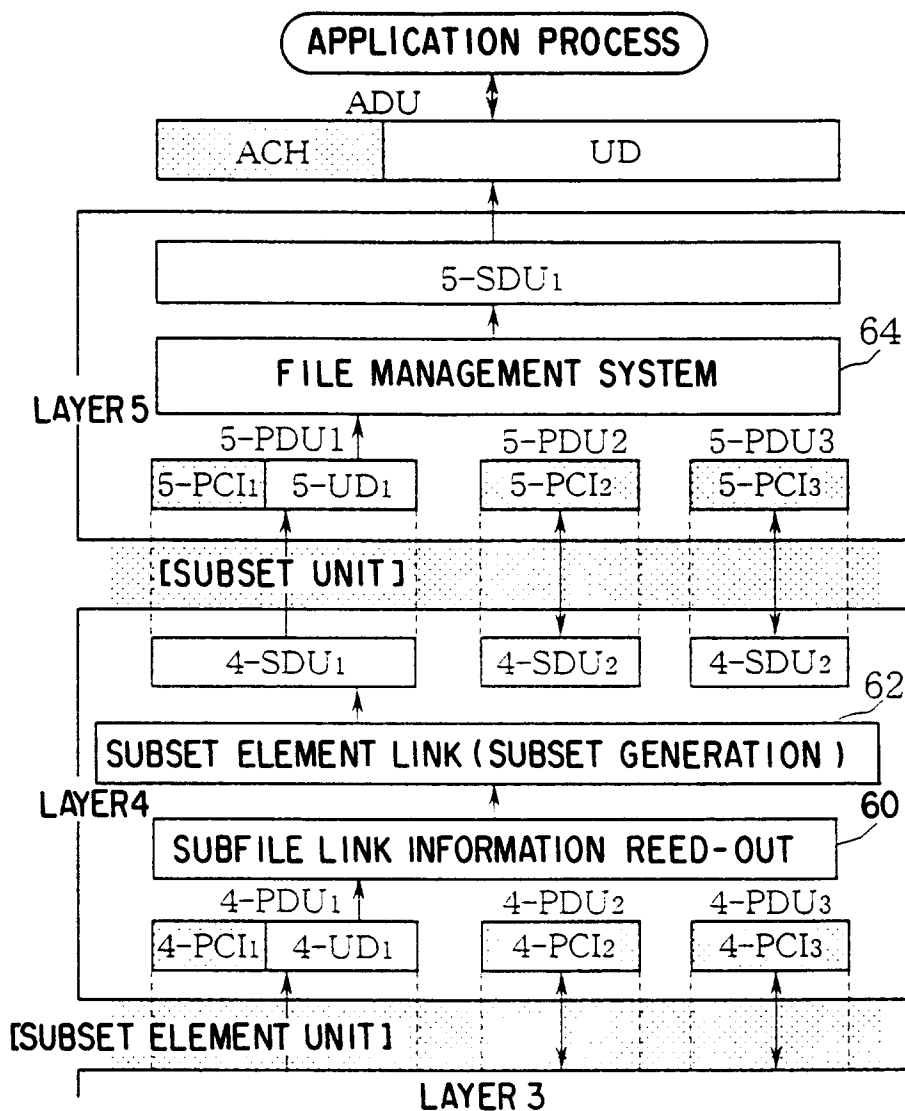 APPLICATION PROCESS
ADU
ACH UD
5-SDU1
64
FILE MANAGEMENT SYSTEM
LAYER 5
5-PDU1 5-PDU2 5-PDU3
5-PCI1 5-UD1 5-PCI2 5-PCI3
[SUBSET UNIT]
4-SDU1 4-SDU2 4-SDU2
62
SUBSET ELEMENT LINK (SUBSET GENERATION)
LAYER 4
60
SUBFILE LINK INFORMATION REED-OUT
4-PDU1 4-PDU2 4-PDU3
4-PCI1 4-UD1 4-PCI2 4-PCI3
[SUBSET ELEMENT UNIT]
LAYER 3